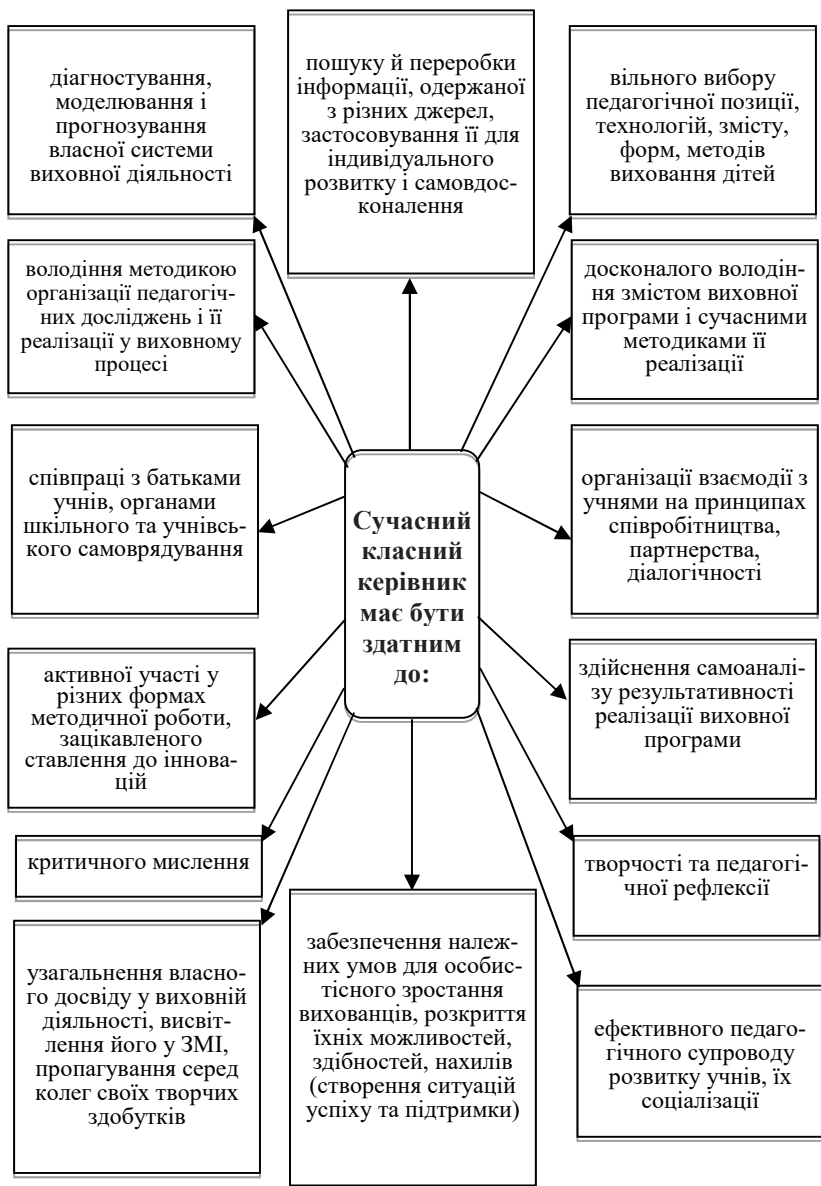 діагностування,
моделювання і
прогнозування
власної системи
виховної діяльності
пошуку й переробки
інформації, одержаної
з різних джерел,
застосовування її для
індивідуального
розвитку і самовдос-
коналення
вільного вибору
педагогічної позиції,
технологій, змісту,
форм, методів
виховання дітей
володіння методикою
організації педагогіч-
них досліджень і її
реалізації у виховному
процесі
досконалого володін-
ня змістом виховної
програми і сучасними
методиками її
реалізації
співпраці з батьками
учнів, органами
шкільного та учнівсь-
кого самоврядування
Сучасний
класний
керівник
має бути
здатним
до:
організації взаємодії з
учнями на принципах
співробітництва,
партнерства,
діалогічності
активної участі у
різних формах
методичної роботи,
зацікавленого
ставлення до іннова-
цій
здійснення самоаналі-
зу результативності
реалізації виховної
програми
критичного мислення
творчості та педагогі-
чної рефлексії
узагальнення власно-
го досвіду у виховній
діяльності, висвіт-
лення його у ЗМІ,
пропагування серед
колег своїх творчих
здобутків
забезпечення належ-
них умов для особис-
тісного зростання
вихованців, розкриття
їхніх можливостей,
здібностей, нахилів
(створення ситуацій
успіху та підтримки)
ефективного педаго-
гічного супроводу
розвитку учнів, їх
соціалізації